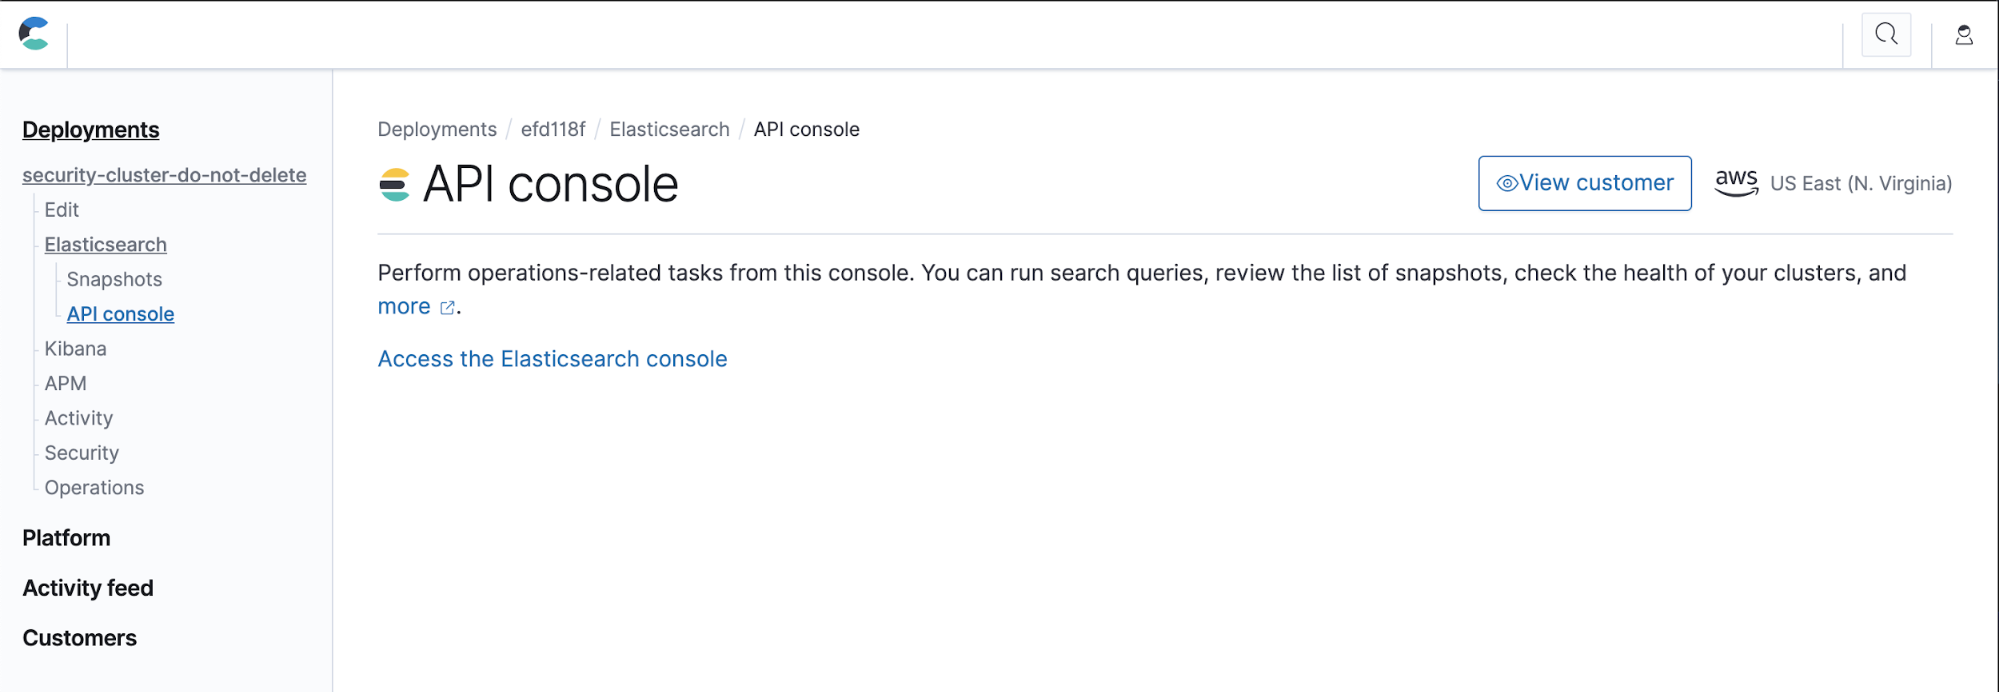 Deployments
security-cluster-do-not-delete
Edit
Elasticsearch
Snapshots
API console
Kibana
APM
Activity
Security
Operations
Platform
Activity feed
Customers
Deployments / efd118f / Elasticsearch / API console
API console
View customer
aws US East (N. Virginia)
Perform operations-related tasks from this console. You can run search queries, review the list of snapshots, check the health of your clusters, and
more .
Access the Elasticsearch console